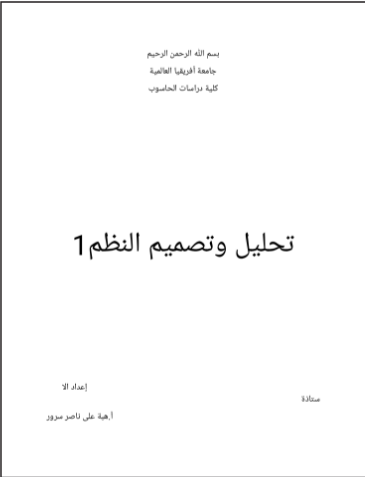 بسم الله الرحمن الرحيم
جامعة أفريقيا العالمية
كلية دراسات الحاسوب
تحليل وتصميم النظم1
إعداد الا
ستاذة
أ.هبة على ناصر سرور